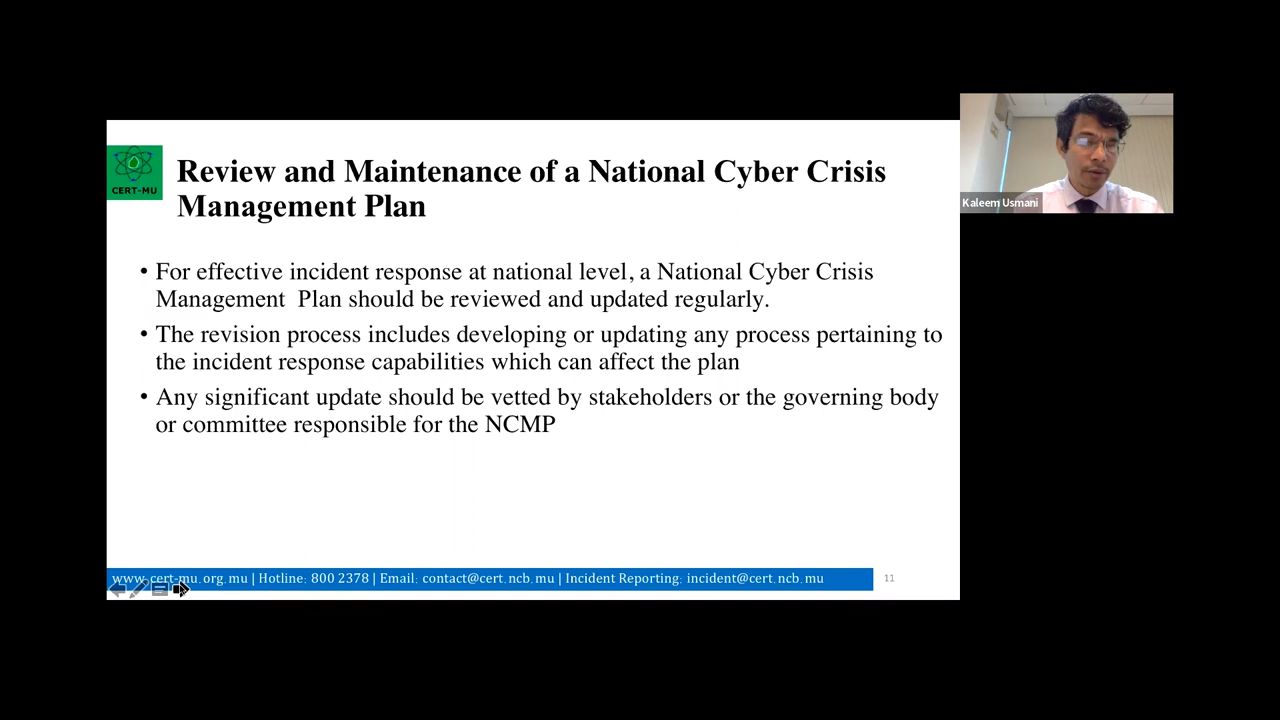 CERT-MU
Review and Maintenance of a National Cyber Crisis
Management Plan
• For effective incident response at national level, a National Cyber Crisis
Management Plan should be reviewed and updated regularly.
• The revision process includes developing or updating any process pertaining to
the incident response capabilities which can affect the plan
• Any significant update should be vetted by stakeholders or the governing body
or committee responsible for the NCMP
www.cert-mu.org.mu | Hotline: 800 2378 | Email: contact@cert.ncb.mu | Incident Reporting: incident@cert.ncb.mu
11
Kaleem Usmani